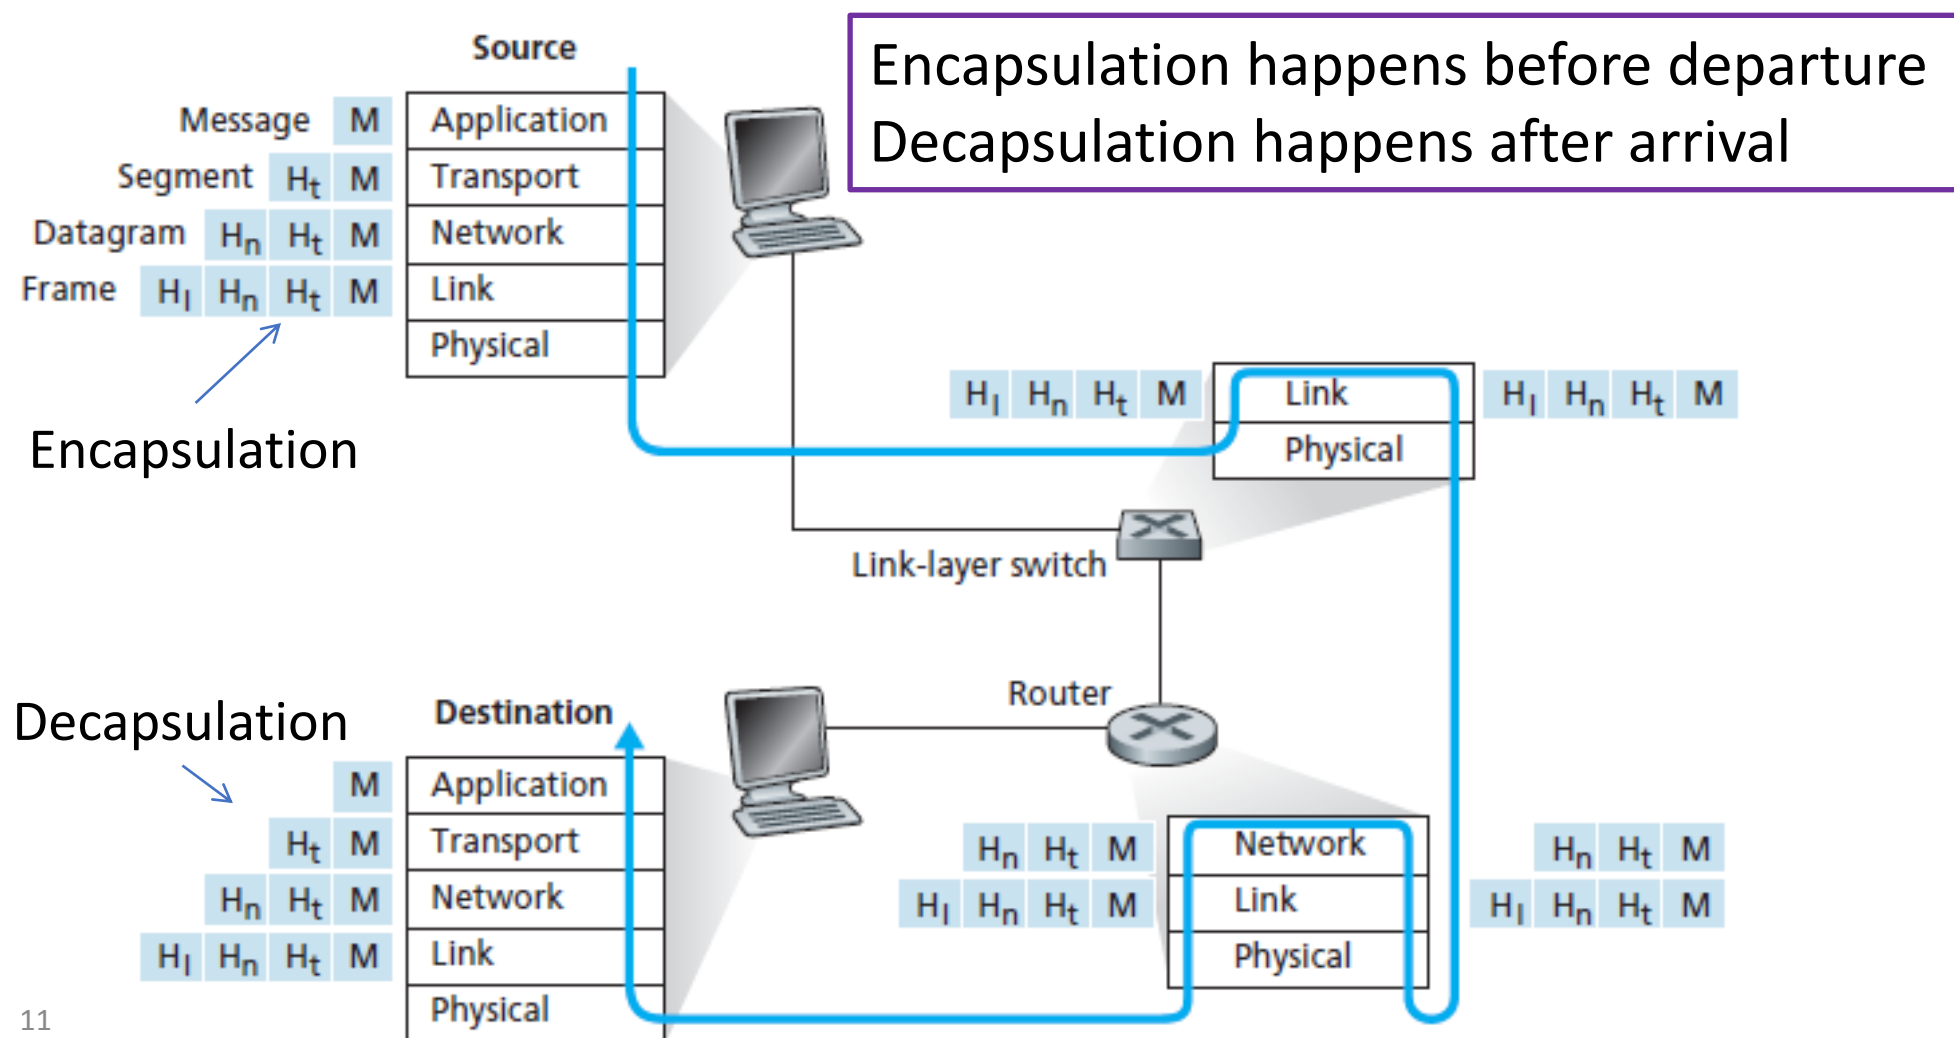 Source
Encapsulation happens before departure
Decapsulation happens after arrival
Message M Application
Segment Ht M Transport
Datagram Hn Ht M Network
Frame Hl Hn Ht M Link
Physical
Encapsulation
Hl Hn Ht M Link Hl Hn Ht M
Physical
Link-layer switch
Router
Decapsulation
Destination
M Application
Ht M Transport
Hn Ht M Network
Hl Hn Ht M Link
Physical
Hn Ht M Network Hn Ht M
Hl Hn Ht M Link Hl Hn Ht M
Physical
11